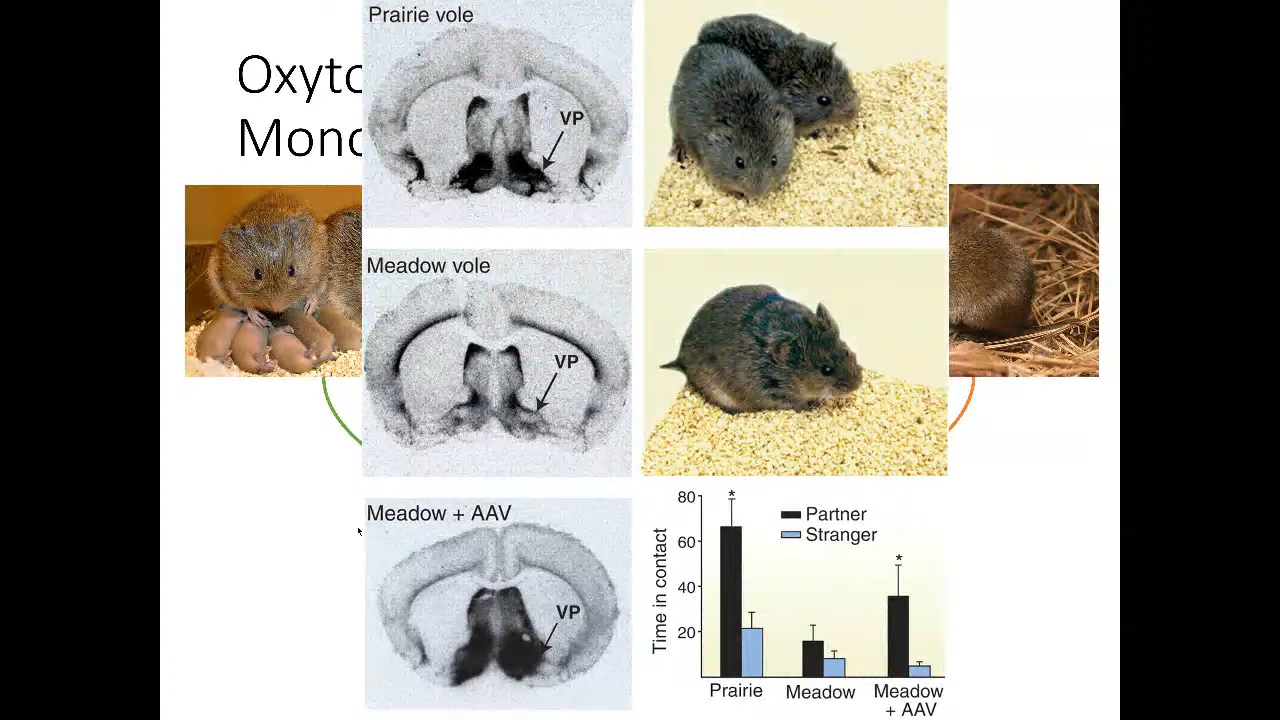 Oxyto
Mono
Prairie vole
VP
Meadow vole
VP
Meadow + AAV
VP
80
60
40
20
Time in contact
*
*
Partner
Stranger
Prairie
Meadow
Meadow
+ AAV